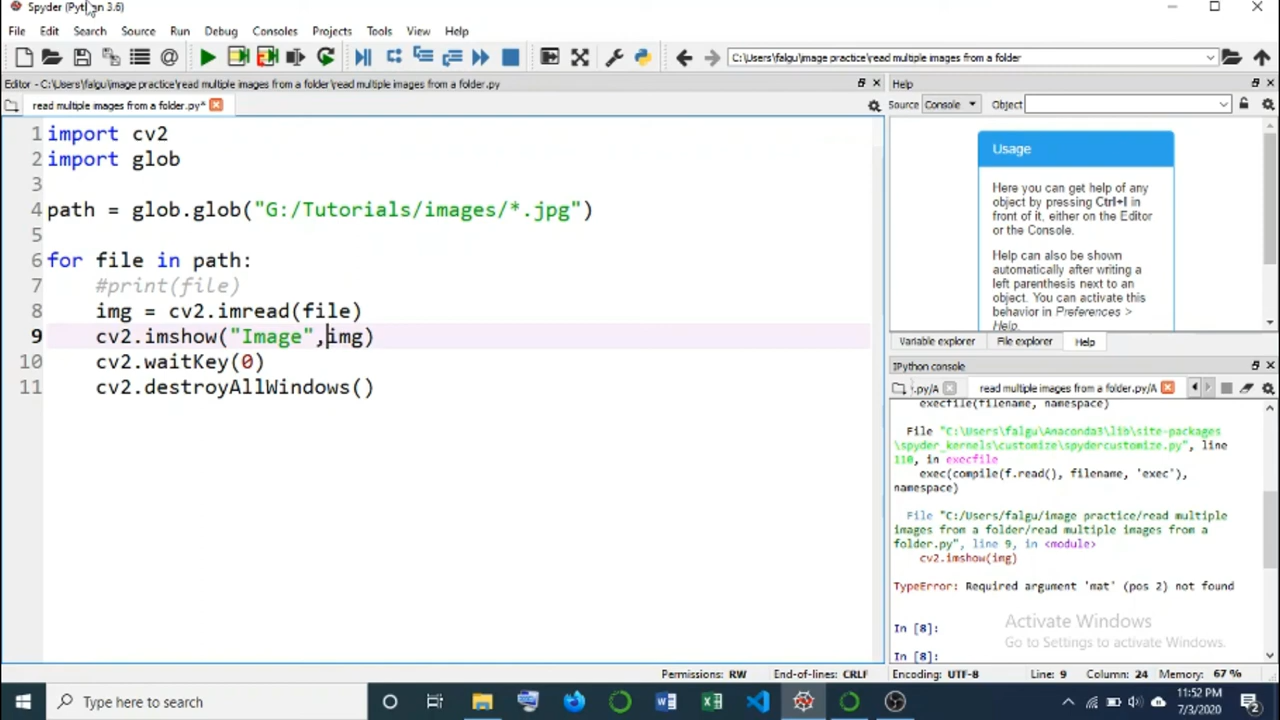 Spyder (Python 3.6)
File Edit Search Source Run Debug Consoles Projects Tools View Help
C:\Users\falgu\image practice\read multiple images from a folder
Editor - C:\Users\falgu\image practice\read multiple images from a folder\read multiple images from a folder.py
read multiple images from a folder.py*
1 import cv2
2 import glob
3
4 path = glob.glob("G:/Tutorials/images/*.jpg")
5
6 for file in path:
7 #print(file)
8 img = cv2.imread(file)
9 cv2.imshow("Image",img)
10 cv2.waitKey(0)
11 cv2.destroyAllWindows()
Help
Source Console Object
Usage
Here you can get help of any
object by pressing Ctrl+I in
front of it, either on the Editor
or the Console.
Help can also be shown
automatically after writing a
left parenthesis next to an
object. You can activate this
behavior in Preferences >
Help.
Variable explorer File explorer Help
IPython console
.py/A read multiple images from a folder.py/A
execfile(filename, namespace)
File "C:\Users\falgu\Anaconda3\lib\site-packages
\spyder_kernels\customize\spydercustomize.py", line
110, in execfile
exec(compile(f.read(), filename, 'exec'),
namespace)
File "C:/Users/falgu/image practice/read multiple
images from a folder/read multiple images from a
folder.py", line 9, in <module>
cv2.imshow(img)
TypeError: Required argument 'mat' (pos 2) not found
In [8]:
In [8]:
Activate Windows
Go to Settings to activate Windows.
Permissions: RW End-of-lines: CRLF Encoding: UTF-8 Line: 9 Column: 24 Memory: 67 %
Type here to search
11:52 PM
7/3/2020
2